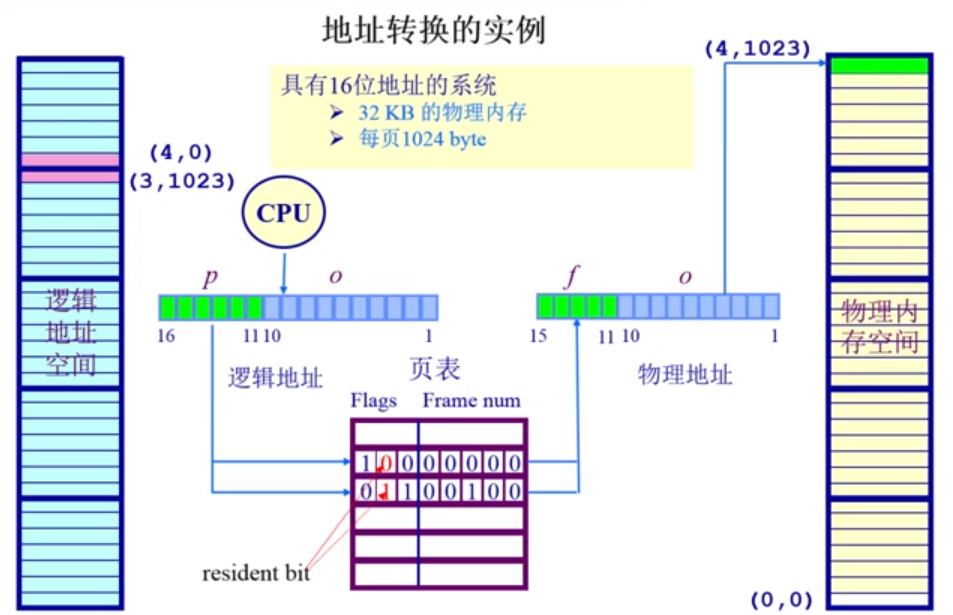 地址转换的实例
具有16位地址的系统
➤ 32 KB 的物理内存
➤ 每页1024 byte
(4,1023)
(4,0)
(3,1023)
CPU
p o
f o
16 11 10 1
15 11 10 1
逻辑
地址
空间
物理内
存空间
逻辑地址
页表
物理地址
Flags Frame num
1 0 0 0 0 0 0 0
0 1 1 0 0 1 0 0
resident bit
(0,0)